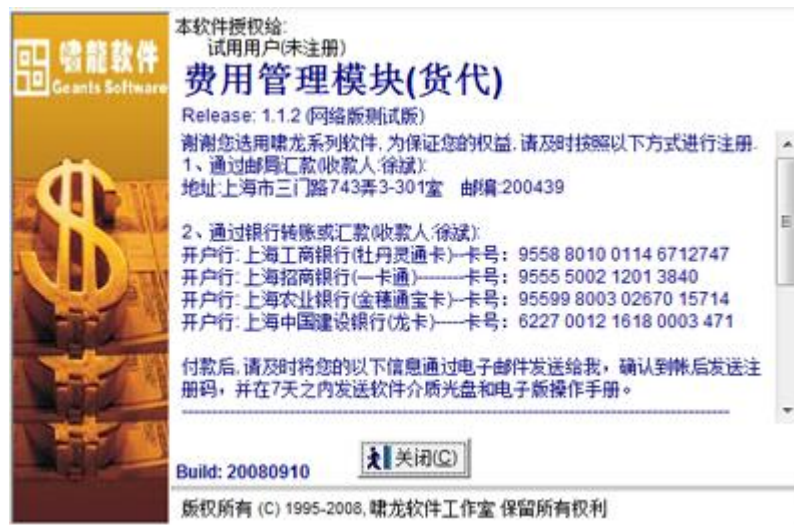 啸龍软件
Geants Software
本软件授权给:
试用用户(未注册)
费用管理模块(货代)
Release: 1.1.2 (网络版测试版)
谢谢您选用啸龙系列软件, 为保证您的权益, 请及时按照以下方式进行注册.
1、通过邮局汇款(收款人:徐斌):
地址:上海市三门路743弄3-301室 邮编:200439
2、通过银行转账或汇款(收款人:徐斌):
开户行: 上海工商银行(牡丹灵通卡)--卡号: 9558 8010 0114 6712747
开户行: 上海招商银行(一卡通)--------卡号: 9555 5002 1201 3840
开户行: 上海农业银行(金穗通宝卡)--卡号: 95599 8003 02670 15714
开户行: 上海中国建设银行(龙卡)-----卡号: 6227 0012 1618 0003 471
付款后, 请及时将您的以下信息通过电子邮件发送给我，确认到帐后发送注
册码，并在7天之内发送软件介质光盘和电子版操作手册。
关闭(C)
Build: 20080910
版权所有 (C) 1995-2008, 啸龙软件工作室 保留所有权利